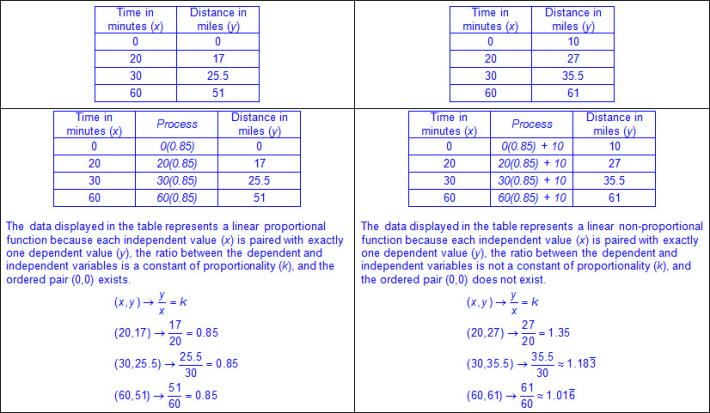 Time in minutes (x) Distance in miles (y)
0 0
20 17
30 25.5
60 51
Time in minutes (x) Distance in miles (y)
0 10
20 27
30 35.5
60 61
Time in minutes (x) Process Distance in miles (y)
0 0(0.85) 0
20 20(0.85) 17
30 30(0.85) 25.5
60 60(0.85) 51
The data displayed in the table represents a linear proportional
function because each independent value (x) is paired with exactly
one dependent value (y), the ratio between the dependent and
independent variables is a constant of proportionality (k), and the
ordered pair (0,0) exists.
(x,y) → y/x = k
(20,17) → 17/20 = 0.85
(30,25.5) → 25.5/30 = 0.85
(60,51) → 51/60 = 0.85
Time in minutes (x) Process Distance in miles (y)
0 0(0.85) + 10 10
20 20(0.85) + 10 27
30 30(0.85) + 10 35.5
60 60(0.85) + 10 61
The data displayed in the table represents a linear non-proportional
function because each independent value (x) is paired with exactly
one dependent value (y), the ratio between the dependent and
independent variables is not a constant of proportionality (k), and
the ordered pair (0,0) does not exist.
(x,y) → y/x = k
(20,27) → 27/20 = 1.35
(30,35.5) → 35.5/30 ≈ 1.183̅
(60,61) → 61/60 ≈ 1.016̅